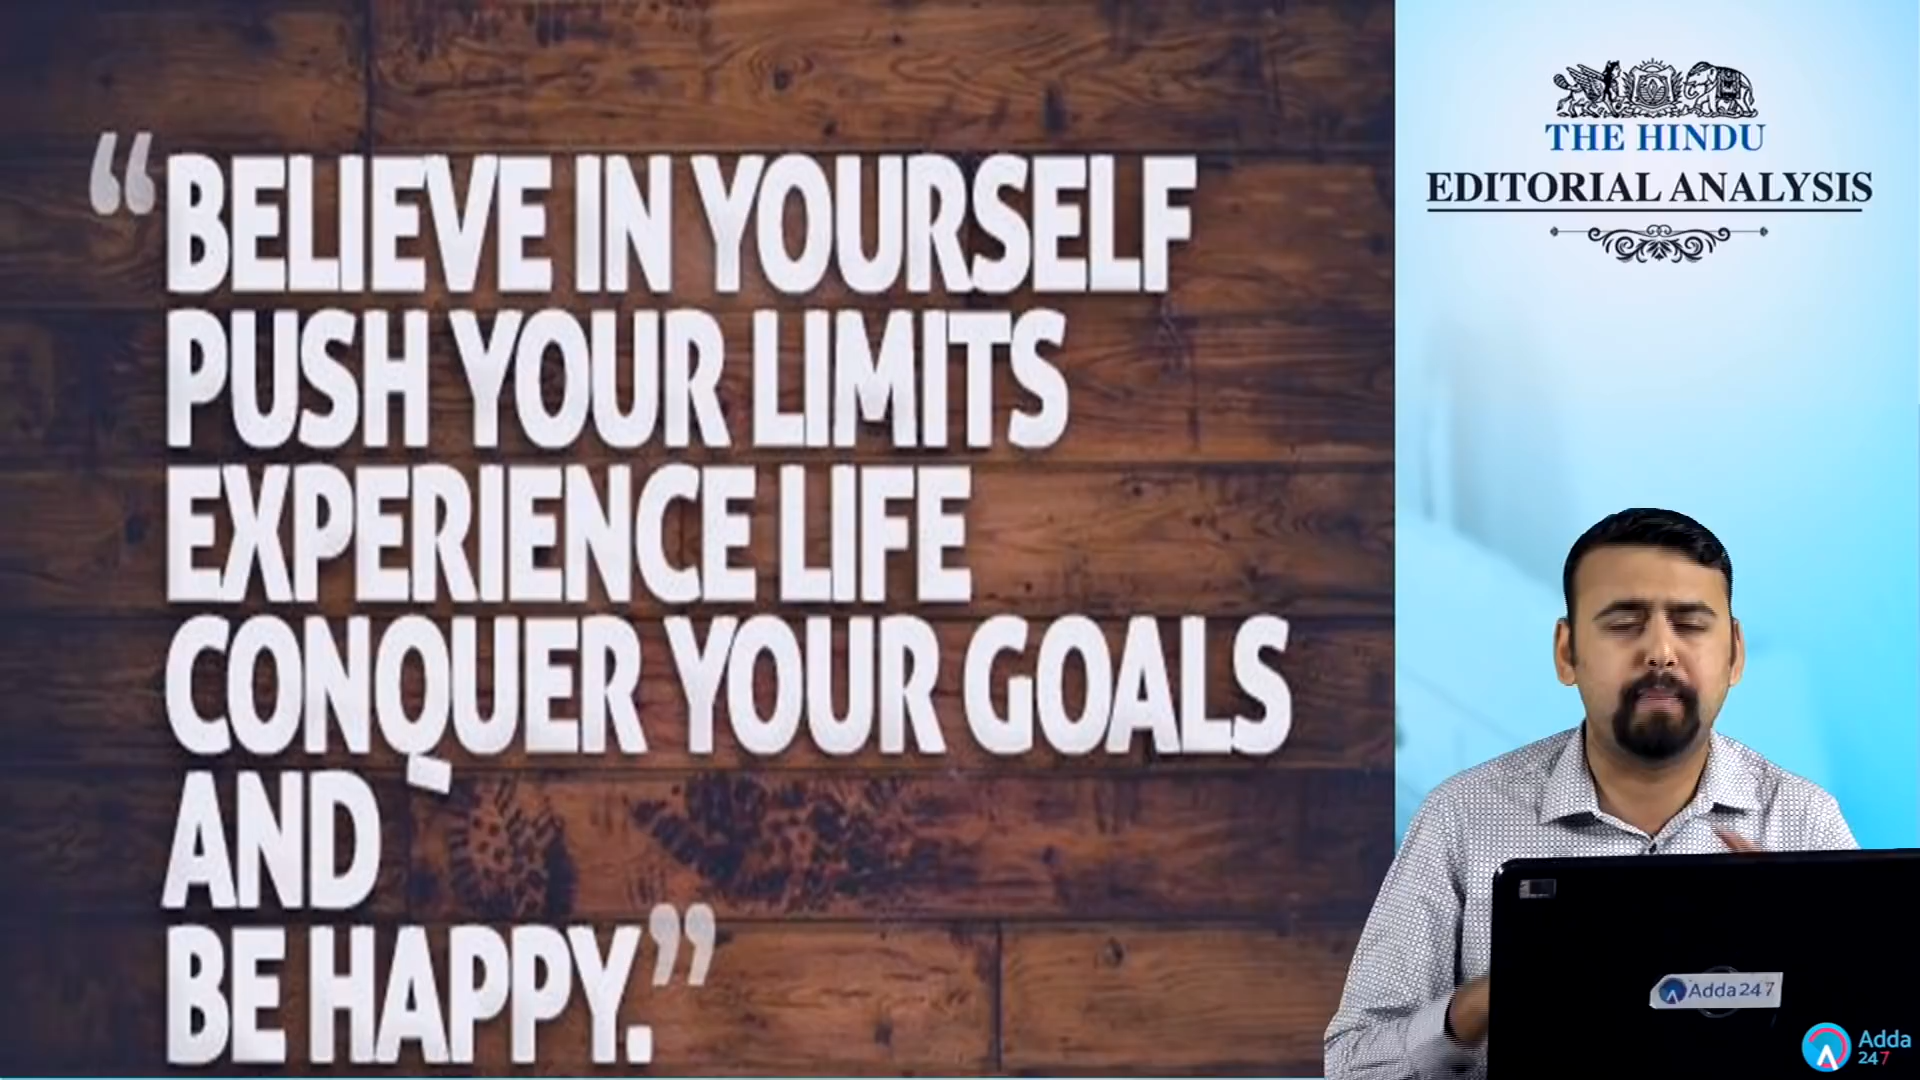 “BELIEVE IN YOURSELF
PUSH YOUR LIMITS
EXPERIENCE LIFE
CONQUER YOUR GOALS
AND
BE HAPPY.”
THE HINDU
EDITORIAL ANALYSIS
Adda247
Adda
247